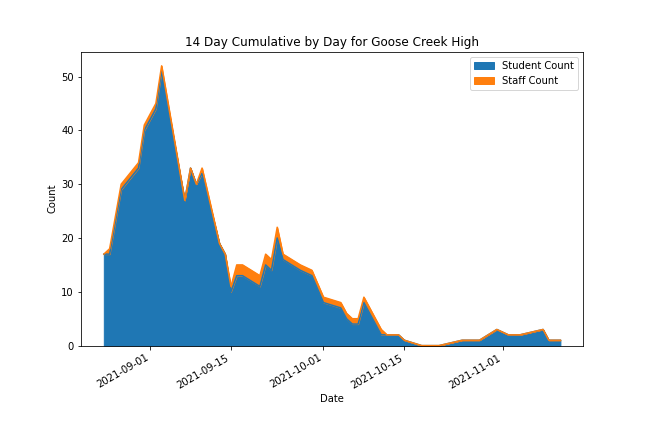 14 Day Cumulative by Day for Goose Creek High
Student Count
Staff Count
50
40
30
20
10
0
Count
2021-09-01
2021-09-15
2021-10-01
2021-10-15
2021-11-01
Date